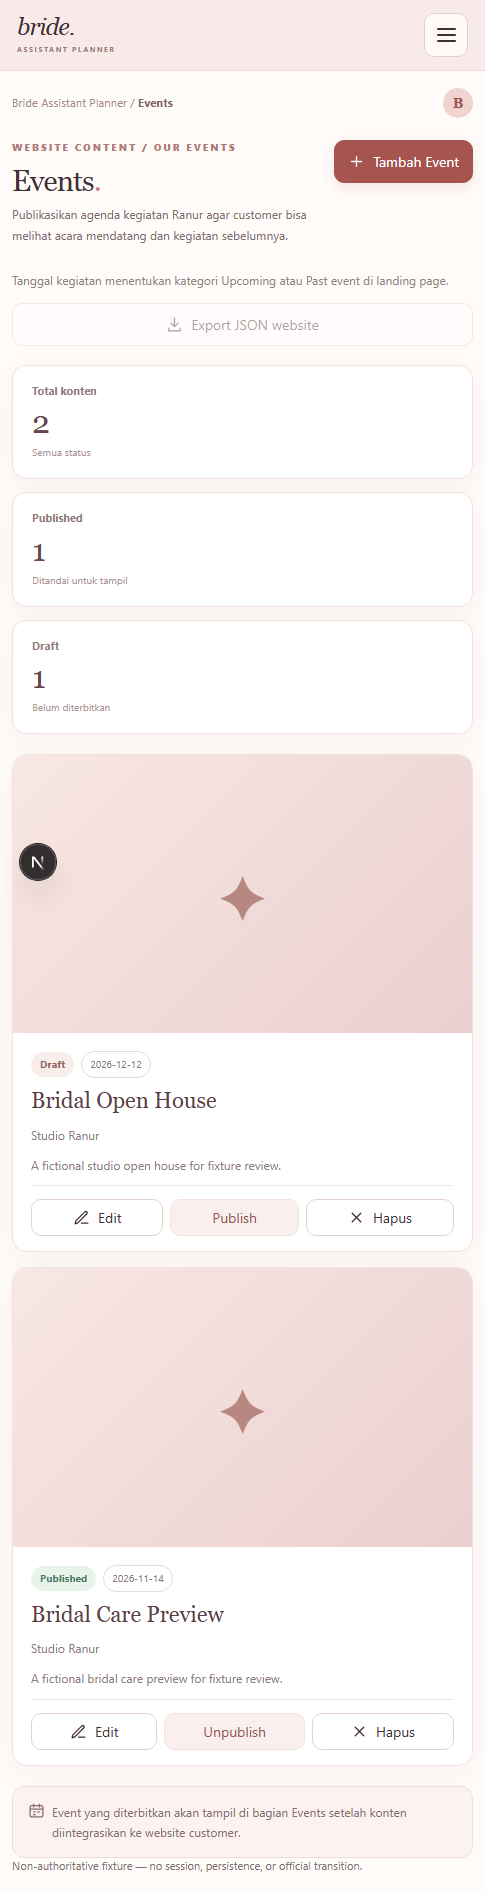 bride.
ASSISTANT PLANNER
Bride Assistant Planner / Events
B
WEBSITE CONTENT / OUR EVENTS
Events.
+ Tambah Event
Publikasikan agenda kegiatan Ranur agar customer bisa
melihat acara mendatang dan kegiatan sebelumnya.
Tanggal kegiatan menentukan kategori Upcoming atau Past event di landing page.
Export JSON website
Total konten
2
Semua status
Published
1
Ditandai untuk tampil
Draft
1
Belum diterbitkan
N
Draft
2026-12-12
Bridal Open House
Studio Ranur
A fictional studio open house for fixture review.
Edit
Publish
Hapus
Published
2026-11-14
Bridal Care Preview
Studio Ranur
A fictional bridal care preview for fixture review.
Edit
Unpublish
Hapus
Event yang diterbitkan akan tampil di bagian Events setelah konten
diintegrasikan ke website customer.
Non-authoritative fixture — no session, persistence, or official transition.